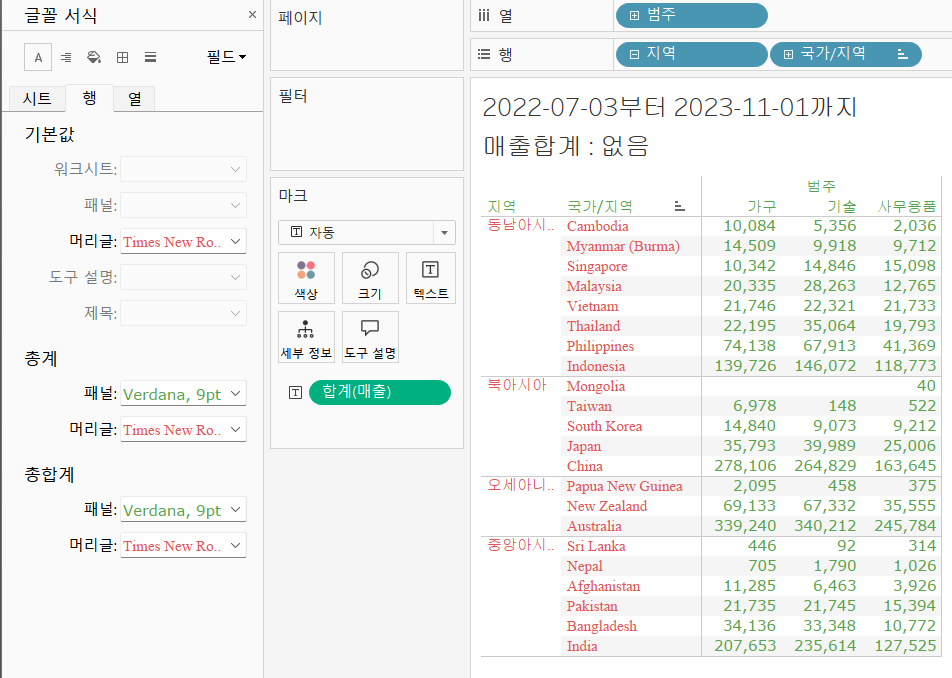 글꼴 서식 ×
A 필드
시트 행 열
기본값
워크시트:
패널:
머리글: Times New Ro..
도구 설명:
제목:
총계
패널: Verdana, 9pt
머리글: Times New Ro..
총합계
패널: Verdana, 9pt
머리글: Times New Ro..
페이지
필터
마크
자동
색상 크기 텍스트
세부 정보 도구 설명
합계(매출)
열 범주
행 지역 국가/지역
2022-07-03부터 2023-11-01까지
매출합계 : 없음
범주
지역 국가/지역 가구 기술 사무용품
동남아시.. Cambodia 10,084 5,356 2,036
Myanmar (Burma) 14,509 9,918 9,712
Singapore 10,342 14,846 15,098
Malaysia 20,335 28,263 12,765
Vietnam 21,746 22,321 21,733
Thailand 22,195 35,064 19,793
Philippines 74,138 67,913 41,369
Indonesia 139,726 146,072 118,773
북아시아 Mongolia 40
Taiwan 6,978 148 522
South Korea 14,840 9,073 9,212
Japan 35,793 39,989 25,006
China 278,106 264,829 163,645
오세아니.. Papua New Guinea 2,095 458 375
New Zealand 69,133 67,332 35,555
Australia 339,240 340,212 245,784
중앙아시.. Sri Lanka 446 92 314
Nepal 705 1,790 1,026
Afghanistan 11,285 6,463 3,926
Pakistan 21,735 21,745 15,394
Bangladesh 34,136 33,348 10,772
India 207,653 235,614 127,525